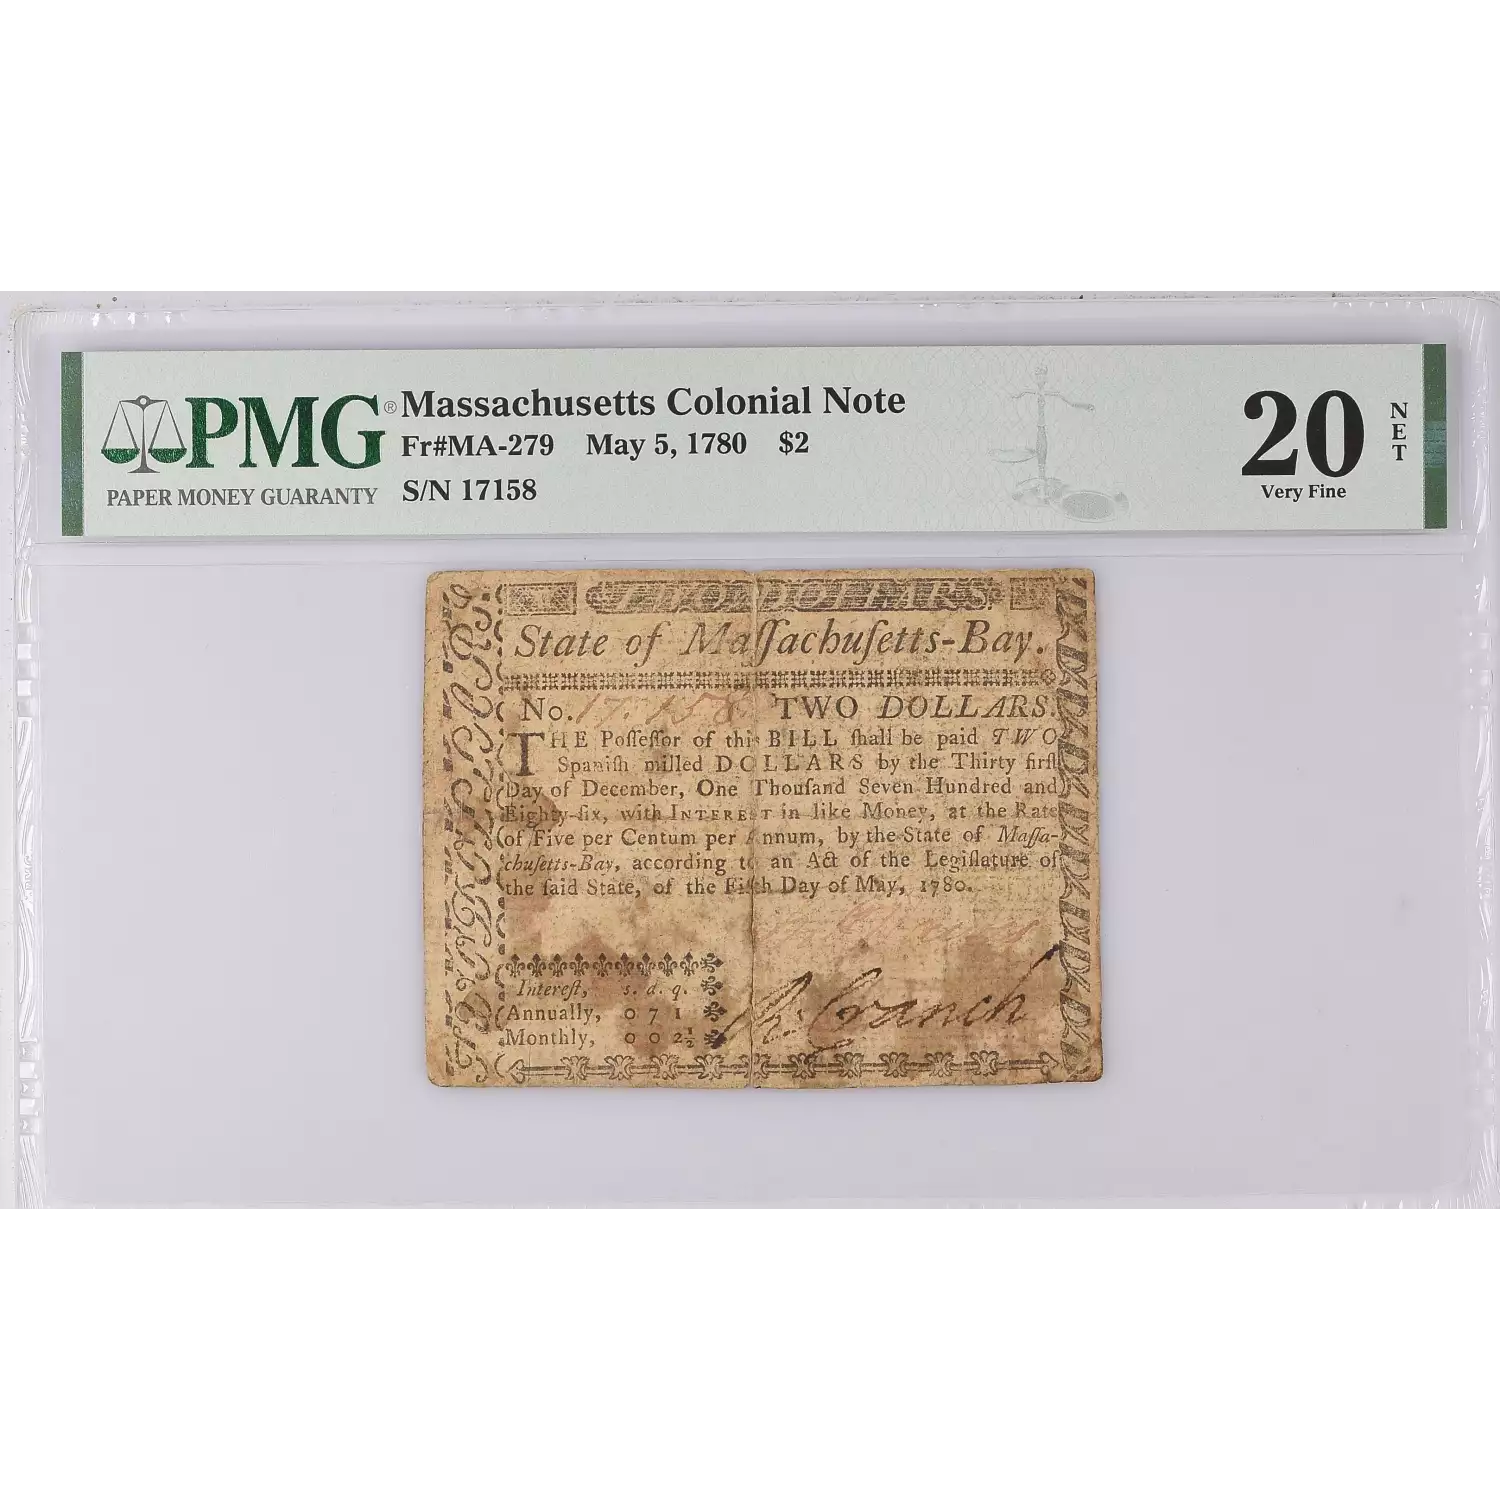 PMG®
PAPER MONEY GUARANTY
Massachusetts Colonial Note
Fr#MA-279 May 5, 1780 $2
S/N 17158
20
NET
Very Fine
TWO DOLLARS
State of Maſſachuſetts-Bay.
No. 17.158 TWO DOLLARS.
THE Poſſeſſor of this BILL ſhall be paid TWO
Spaniſh milled DOLLARS by the Thirty firſt
Day of December, One Thouſand Seven Hundred and
Eighty-ſix, with INTEREST in like Money, at the Rate
of Five per Centum per Annum, by the State of Maſſa-
chuſetts-Bay, according to an Act of the Legiſlature of
the ſaid State, of the Fifth Day of May, 1780.
Intereſt, s. d. q.
Annually, 0 7 1
Monthly, 0 0 2½
R: Cranch